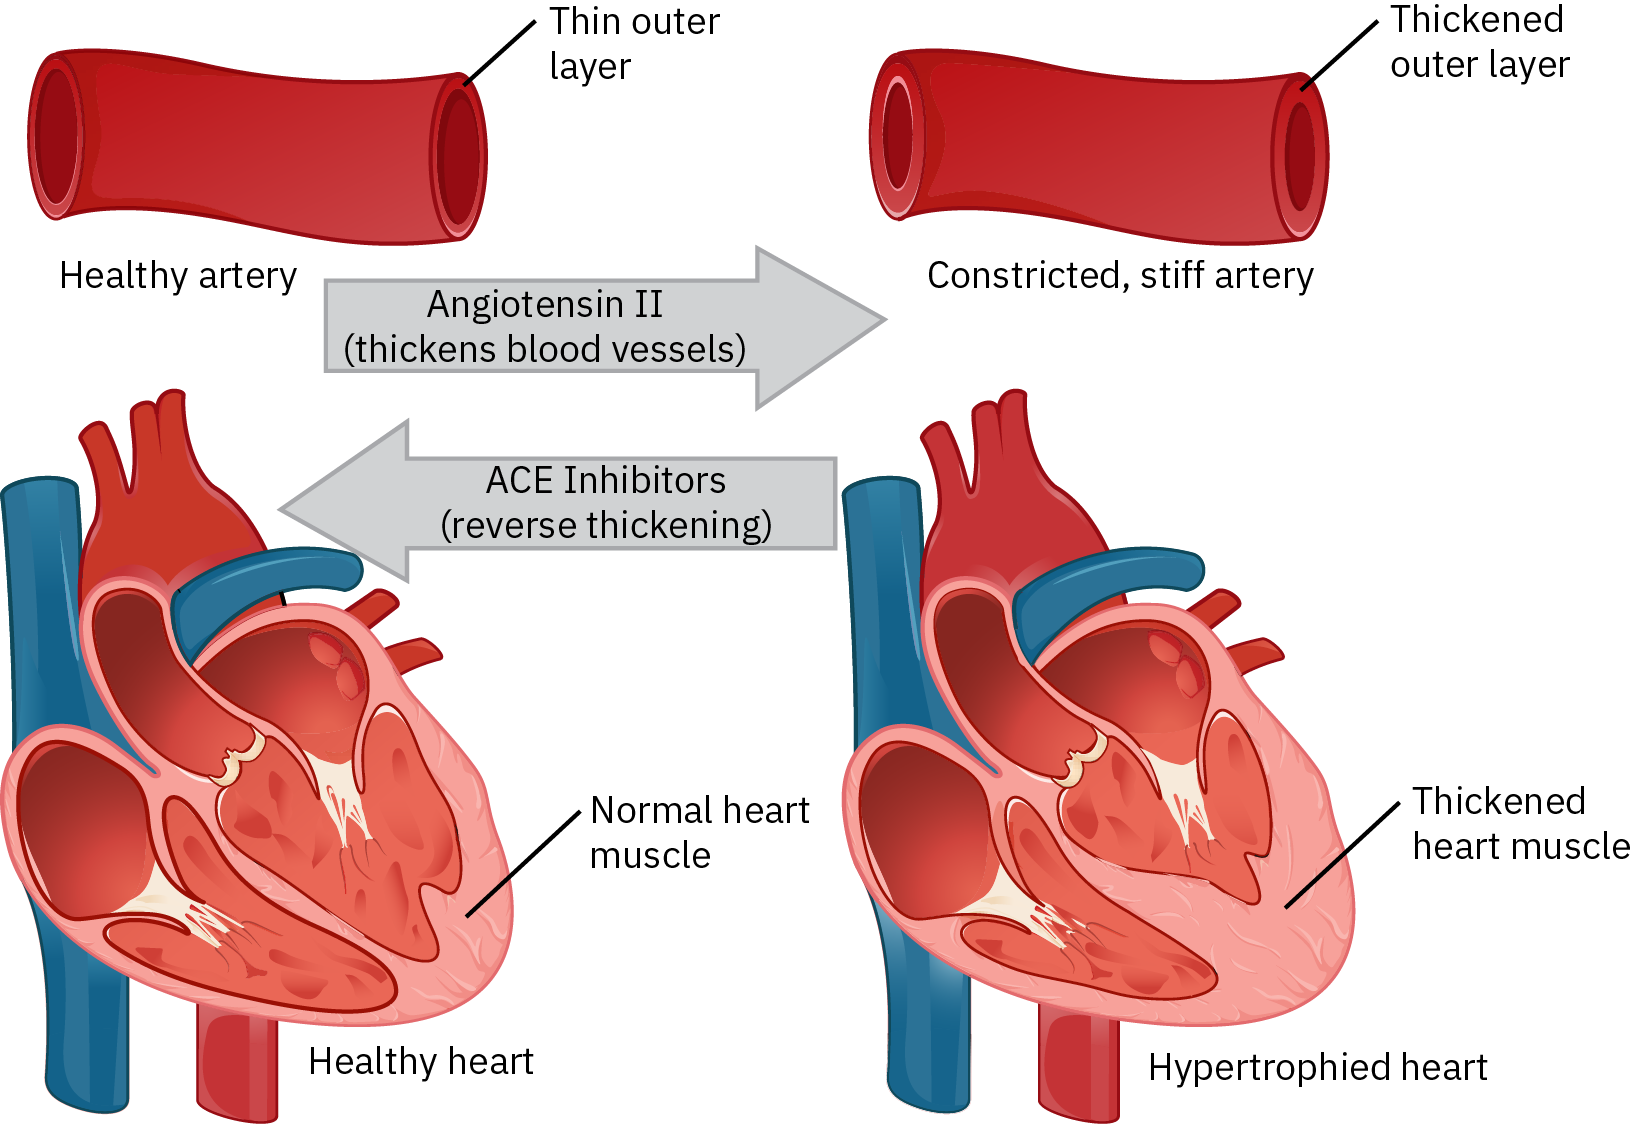 Thin outer
layer
Thickened
outer layer
Healthy artery
Constricted, stiff artery
Angiotensin II
(thickens blood vessels)
ACE Inhibitors
(reverse thickening)
Normal heart
muscle
Thickened
heart muscle
Healthy heart
Hypertrophied heart